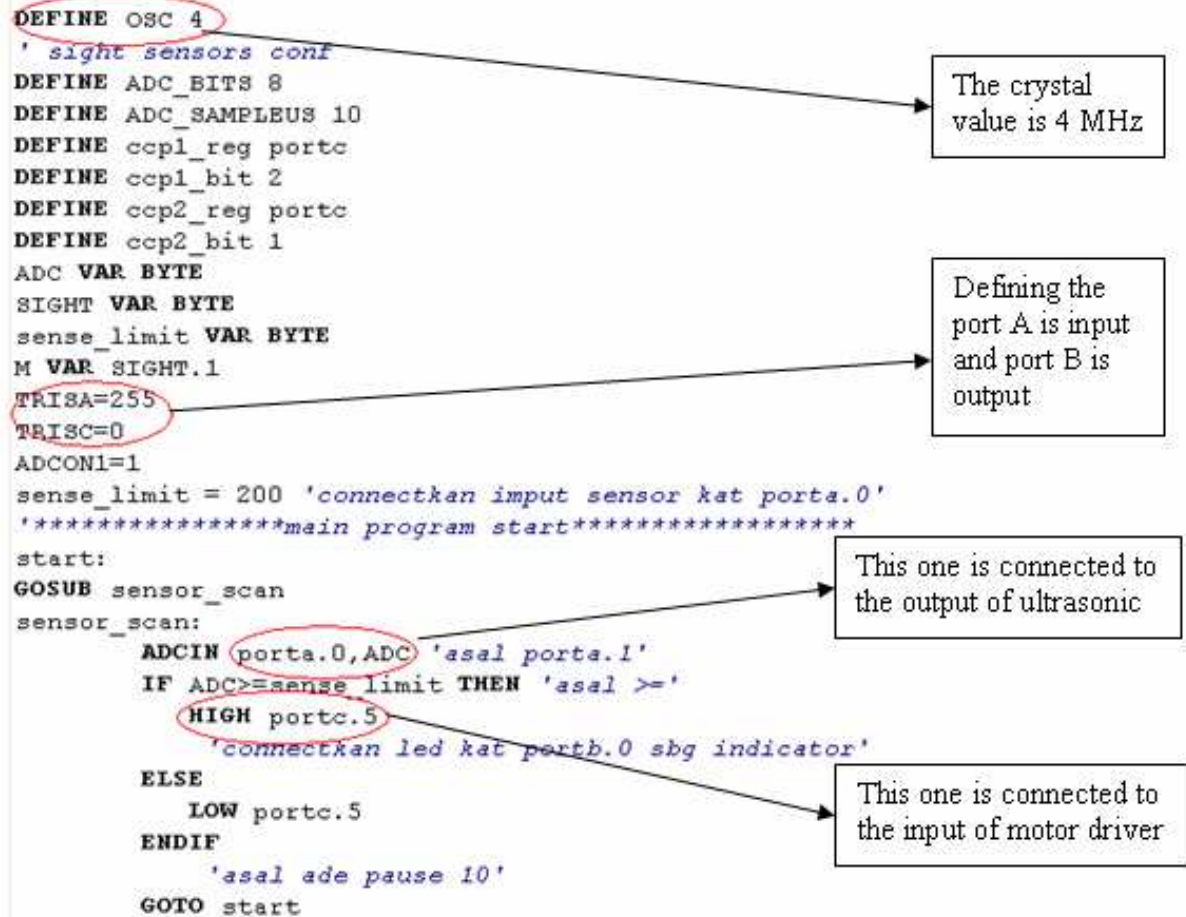 DEFINE OSC 4
' sight sensors conf
DEFINE ADC_BITS 8
DEFINE ADC_SAMPLEUS 10
DEFINE ccp1_reg portc
DEFINE ccp1_bit 2
DEFINE ccp2_reg portc
DEFINE ccp2_bit 1
ADC VAR BYTE
SIGHT VAR BYTE
sense_limit VAR BYTE
M VAR SIGHT.1
TRISA=255
TRISC=0
ADCON1=1
sense_limit = 200 'connectkan imput sensor kat porta.0'
'****************main program start******************
start:
GOSUB sensor_scan
sensor_scan:
ADCIN porta.0,ADC 'asal porta.1'
IF ADC>=sense_limit THEN 'asal >='
HIGH portc.5
'connectkan led kat portb.0 sbg indicator'
ELSE
LOW portc.5
ENDIF
'asal ade pause 10'
GOTO start
The crystal
value is 4 MHz
Defining the
port A is input
and port B is
output
This one is connected to
the output of ultrasonic
This one is connected to
the input of motor driver